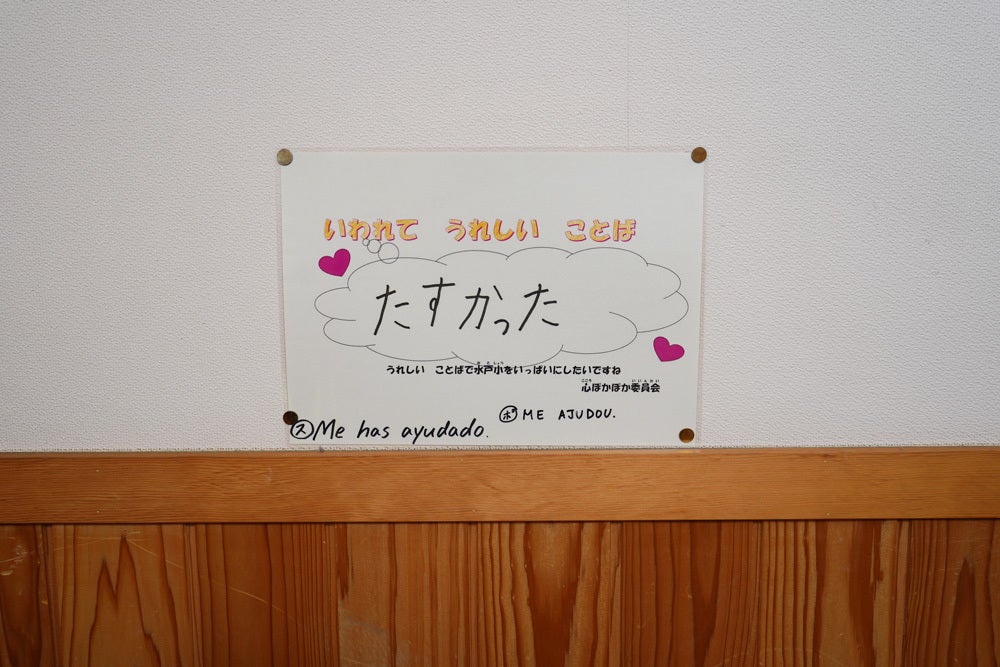 いわれて うれしい ことば
たすかった
うれしい ことばで水戸小をいっぱいにしたいですね
心ぽかぽか委員会
㋜Me has ayudado.
ポ ME AJUDOU.